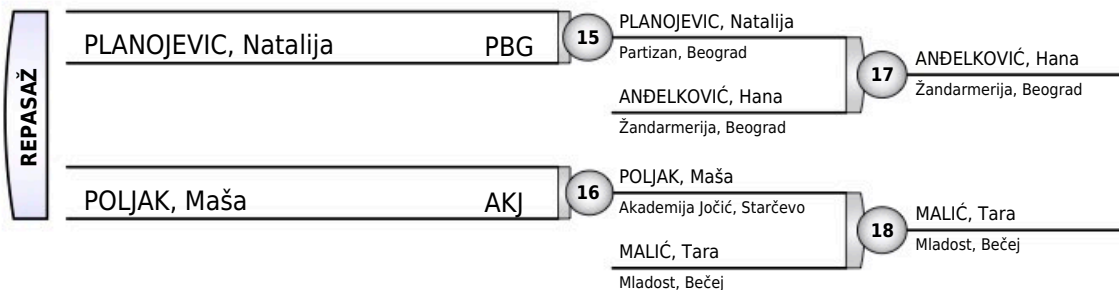 REPASAŽ
PLANOJEVIC, Natalija PBG
15
PLANOJEVIC, Natalija
Partizan, Beograd
ANĐELKOVIĆ, Hana
Žandarmerija, Beograd
17
ANĐELKOVIĆ, Hana
Žandarmerija, Beograd
POLJAK, Maša AKJ
16
POLJAK, Maša
Akademija Jočić, Starčevo
MALIĆ, Tara
Mladost, Bečej
18
MALIĆ, Tara
Mladost, Bečej